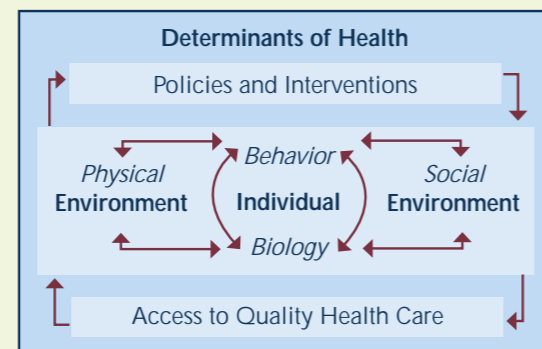 Determinants of Health
Policies and Interventions
Behavior
Physical
Environment
Individual
Social
Environment
Biology
Access to Quality Health Care